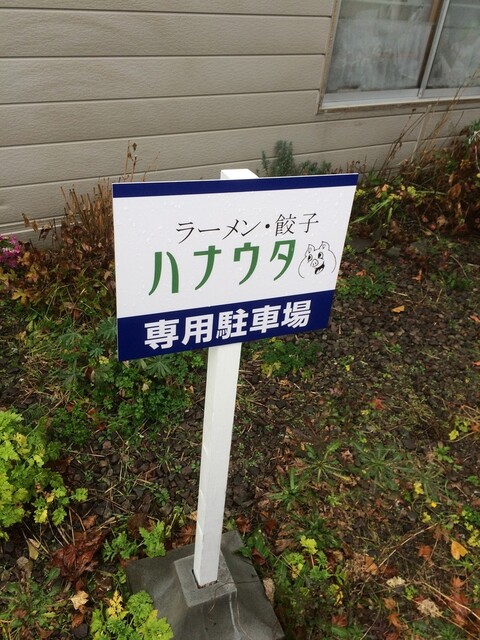 ラーメン・餃子
ハナウタ
専用駐車場